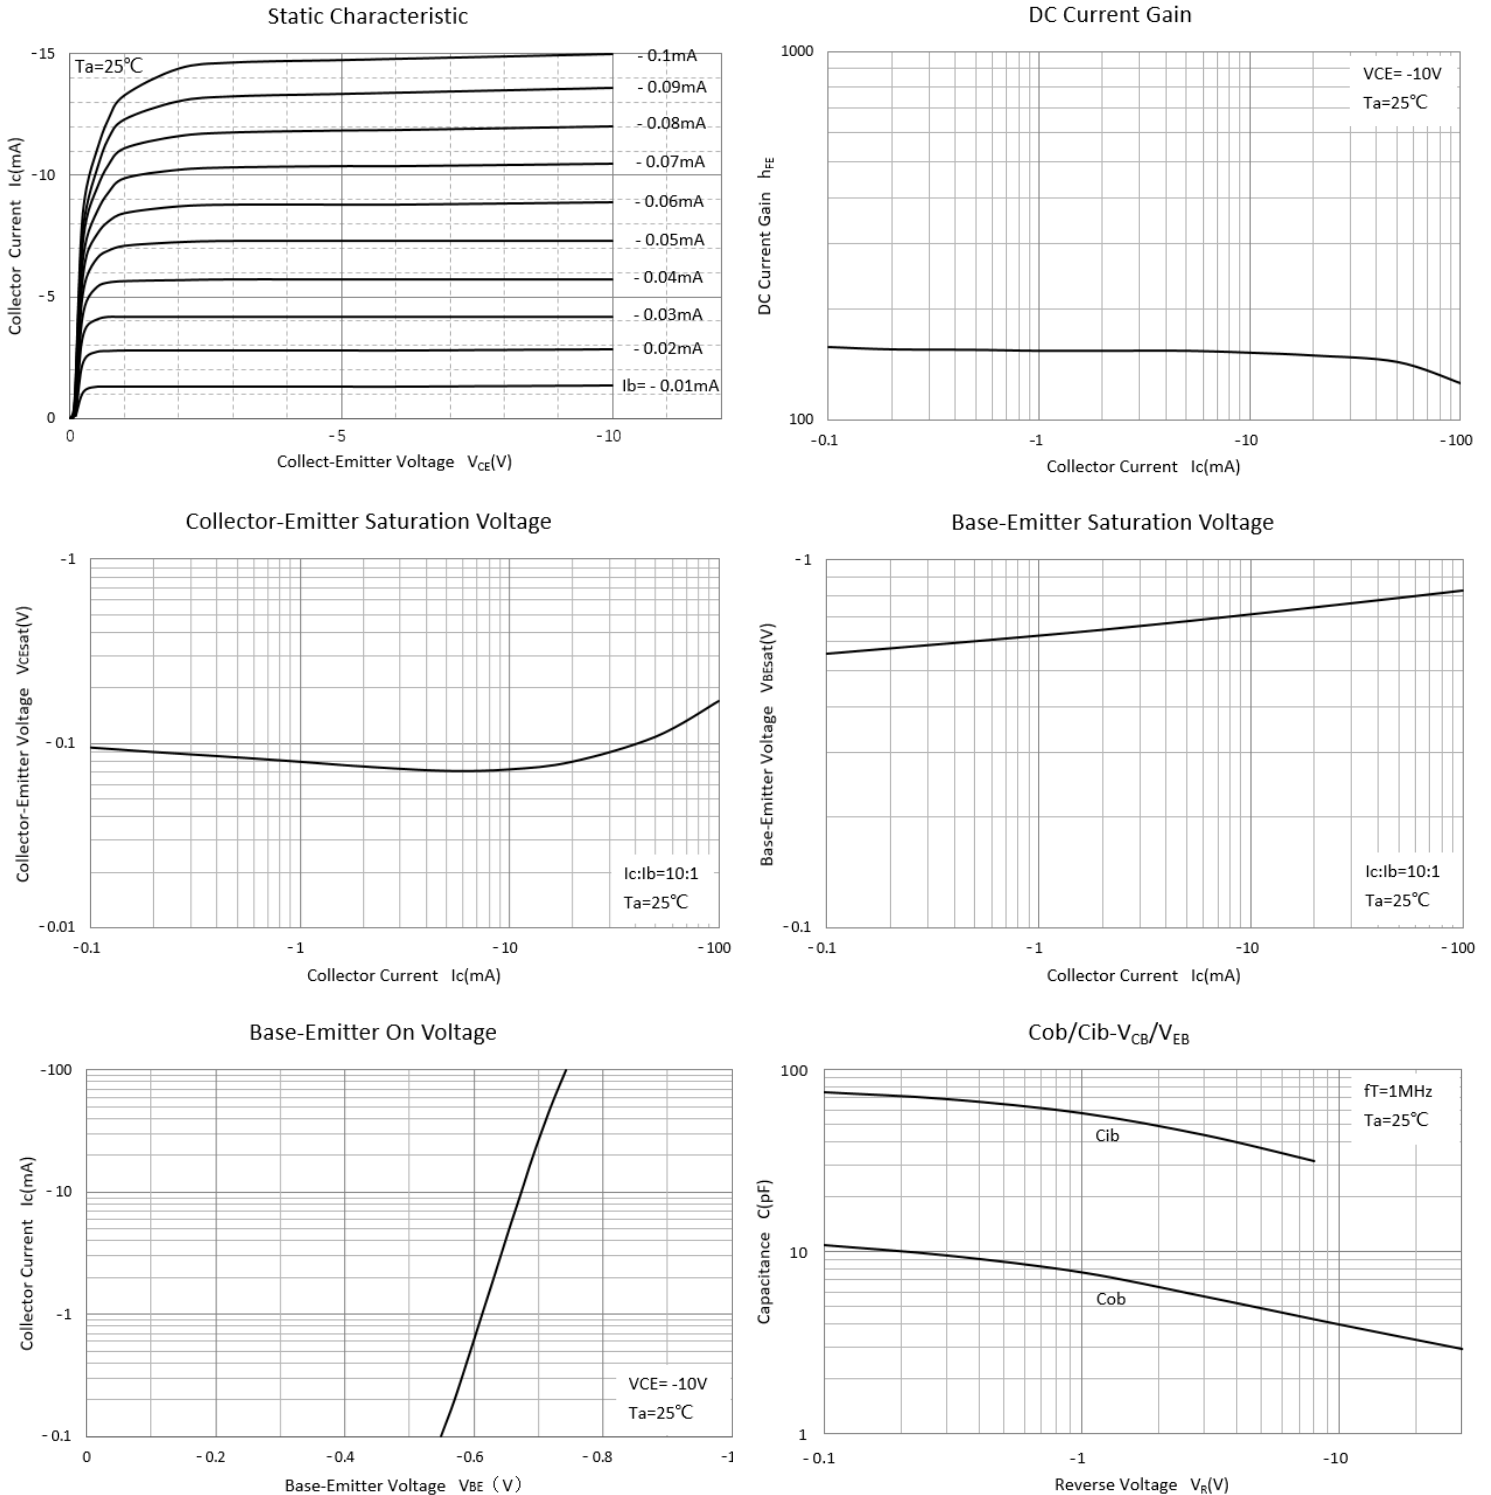 Static Characteristic
-15
Ta=25℃
- 0.1mA
- 0.09mA
- 0.08mA
- 0.07mA
- 0.06mA
- 0.05mA
- 0.04mA
- 0.03mA
- 0.02mA
Ib= - 0.01mA
-10
-5
0
0
-5
-10
Collector Current Ic(mA)
Collect-Emitter Voltage VCE(V)
DC Current Gain
1000
VCE= -10V
Ta=25℃
100
-0.1
-1
-10
-100
DC Current Gain hFE
Collector Current Ic(mA)
Collector-Emitter Saturation Voltage
-1
-0.1
-0.01
Ic:Ib=10:1
Ta=25℃
-0.1
-1
-10
-100
Collector-Emitter Voltage VCEsat(V)
Collector Current Ic(mA)
Base-Emitter Saturation Voltage
-1
-0.1
Ic:Ib=10:1
Ta=25℃
-0.1
-1
-10
-100
Base-Emitter Voltage VBEsat(V)
Collector Current Ic(mA)
Base-Emitter On Voltage
-100
-10
-1
-0.1
VCE= -10V
Ta=25℃
0
-0.2
-0.4
-0.6
-0.8
-1
Collector Current Ic(mA)
Base-Emitter Voltage VBE（V）
Cob/Cib-VCB/VEB
100
10
1
fT=1MHz
Ta=25℃
Cib
Cob
-0.1
-1
-10
Capacitance C(pF)
Reverse Voltage VR(V)